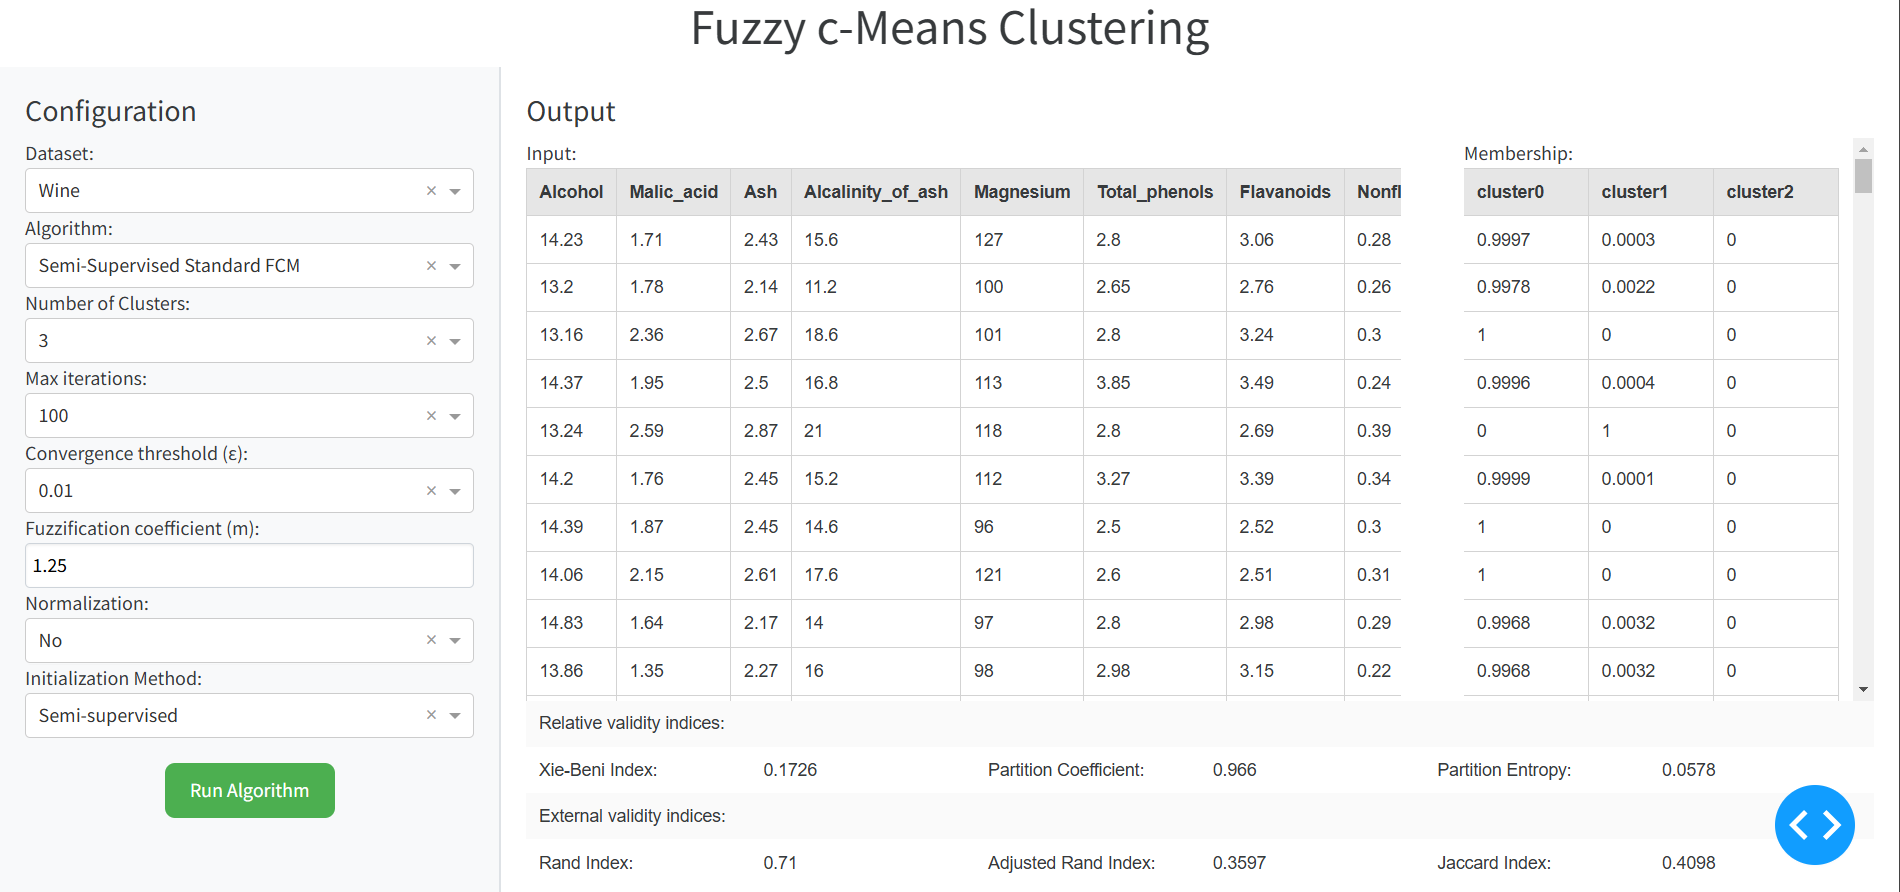 Fuzzy c-Means Clustering
Configuration
Dataset:
Wine
Algorithm:
Semi-Supervised Standard FCM
Number of Clusters:
3
Max iterations:
100
Convergence threshold (ε):
0.01
Fuzzification coefficient (m):
1.25
Normalization:
No
Initialization Method:
Semi-supervised
Run Algorithm
Output
Input:
Alcohol Malic_acid Ash Alcalinity_of_ash Magnesium Total_phenols Flavanoids Nonfl
14.23 1.71 2.43 15.6 127 2.8 3.06 0.28
13.2 1.78 2.14 11.2 100 2.65 2.76 0.26
13.16 2.36 2.67 18.6 101 2.8 3.24 0.3
14.37 1.95 2.5 16.8 113 3.85 3.49 0.24
13.24 2.59 2.87 21 118 2.8 2.69 0.39
14.2 1.76 2.45 15.2 112 3.27 3.39 0.34
14.39 1.87 2.45 14.6 96 2.5 2.52 0.3
14.06 2.15 2.61 17.6 121 2.6 2.51 0.31
14.83 1.64 2.17 14 97 2.8 2.98 0.29
13.86 1.35 2.27 16 98 2.98 3.15 0.22
Membership:
cluster0 cluster1 cluster2
0.9997 0.0003 0
0.9978 0.0022 0
1 0 0
0.9996 0.0004 0
0 1 0
0.9999 0.0001 0
1 0 0
1 0 0
0.9968 0.0032 0
0.9968 0.0032 0
Relative validity indices:
Xie-Beni Index: 0.1726 Partition Coefficient: 0.966 Partition Entropy: 0.0578
External validity indices:
Rand Index: 0.71 Adjusted Rand Index: 0.3597 Jaccard Index: 0.4098